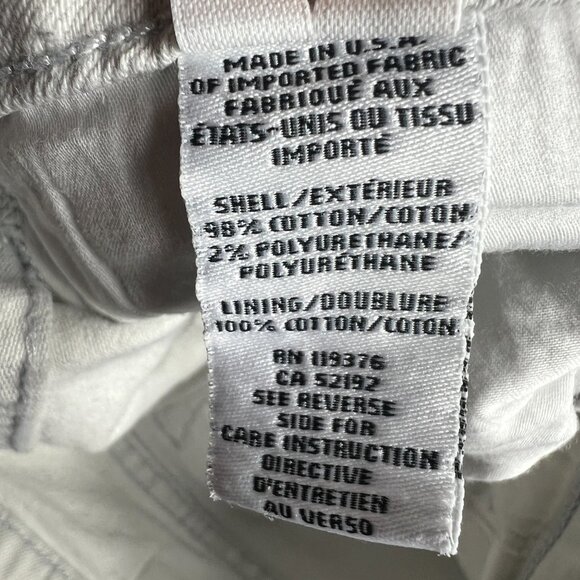 MADE IN U.S.A.
OF IMPORTED FABRIC
FABRIQUÉ AUX
ÉTATS-UNIS OU TISSU
IMPORTÉ
SHELL/EXTÉRIEUR
98% COTTON/COTON
2% POLYURETHANE/
POLYURÉTHANE
LINING/DOUBLURE
100% COTTON/COTON
RN 119376
CA 52192
SEE REVERSE
SIDE FOR
CARE INSTRUCTION
DIRECTIVE
D'ENTRETIEN
AU VERSO